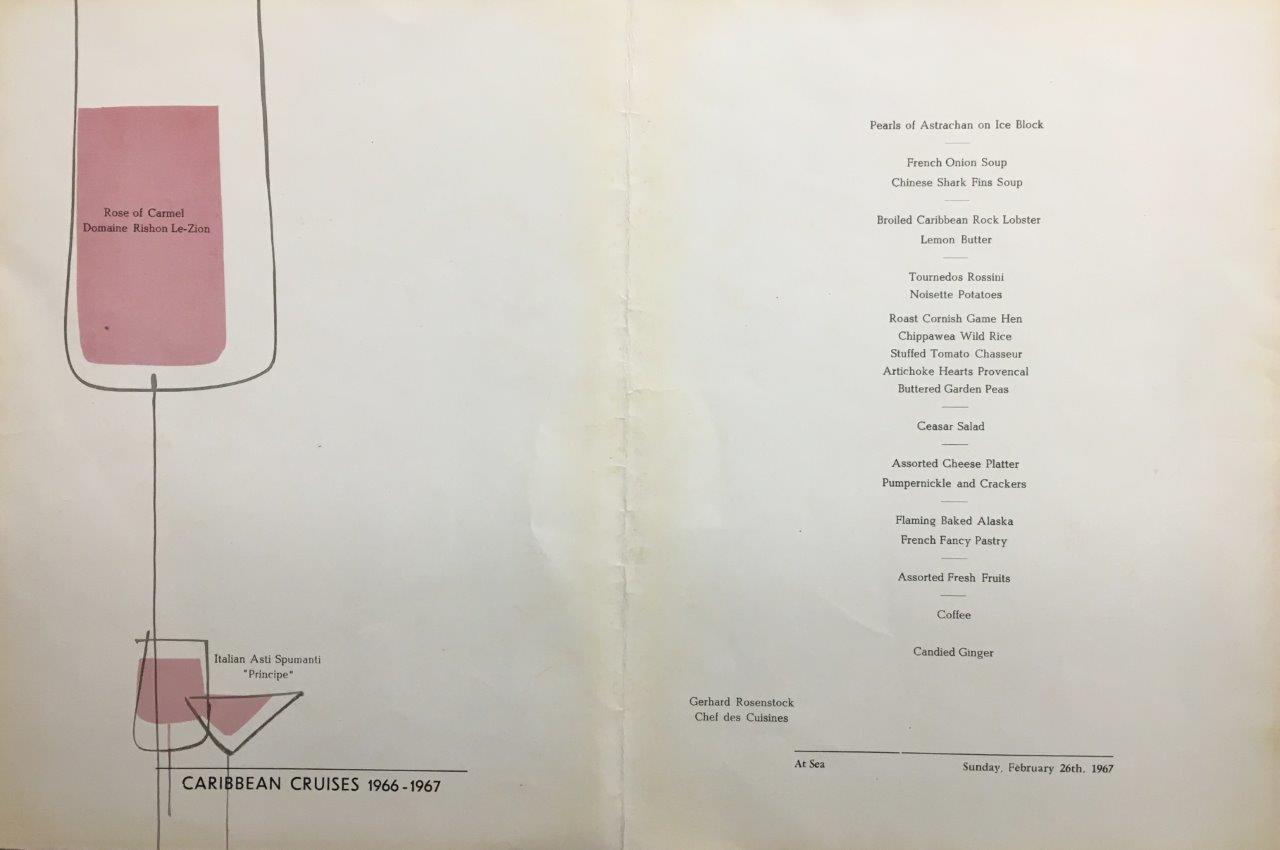 Rose of Carmel
Domaine Rishon Le-Zion
Italian Asti Spumanti
"Principe"
CARIBBEAN CRUISES 1966-1967
Pearls of Astrachan on Ice Block
French Onion Soup
Chinese Shark Fins Soup
Broiled Caribbean Rock Lobster
Lemon Butter
Tournedos Rossini
Noisette Potatoes
Roast Cornish Game Hen
Chippawea Wild Rice
Stuffed Tomato Chasseur
Artichoke Hearts Provencal
Buttered Garden Peas
Ceasar Salad
Assorted Cheese Platter
Pumpernickle and Crackers
Flaming Baked Alaska
French Fancy Pastry
Assorted Fresh Fruits
Coffee
Candied Ginger
Gerhard Rosenstock
Chef des Cuisines
At Sea
Sunday, February 26th, 1967